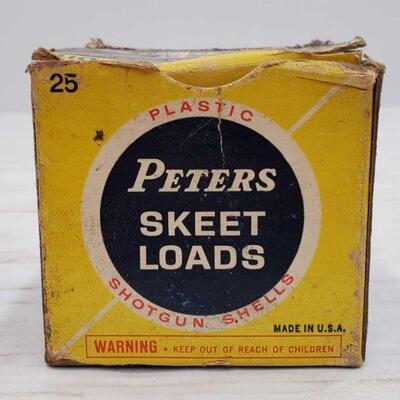 25
PLASTIC
PETERS
SKEET
LOADS
SHOTGUN SHELLS
MADE IN U.S.A.
WARNING • KEEP OUT OF REACH OF CHILDREN